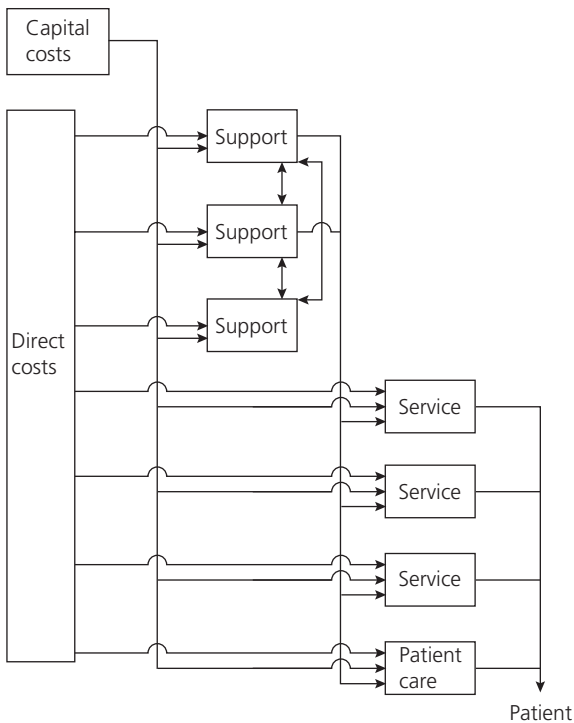 Capital
costs
Support
Support
Support
Direct
costs
Service
Service
Service
Patient
care
Patient